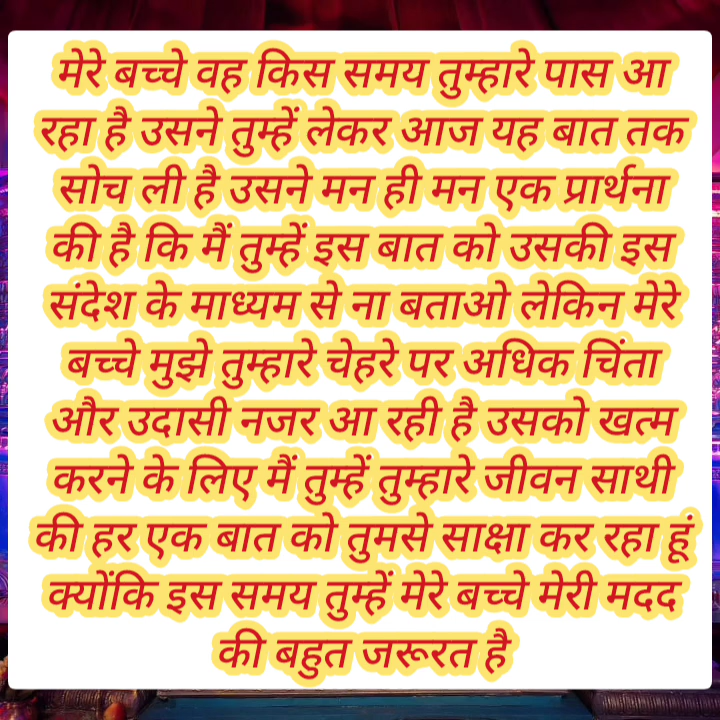 मेरे बच्चे वह किस समय तुम्हारे पास आ
रहा है उसने तुम्हें लेकर आज यह बात तक
सोच ली है उसने मन ही मन एक प्रार्थना
की है कि मैं तुम्हें इस बात को उसकी इस
संदेश के माध्यम से ना बताओ लेकिन मेरे
बच्चे मुझे तुम्हारे चेहरे पर अधिक चिंता
और उदासी नजर आ रही है उसको खत्म
करने के लिए मैं तुम्हें तुम्हारे जीवन साथी
की हर एक बात को तुमसे साक्षा कर रहा हूं
क्योंकि इस समय तुम्हें मेरे बच्चे मेरी मदद
की बहुत जरूरत है